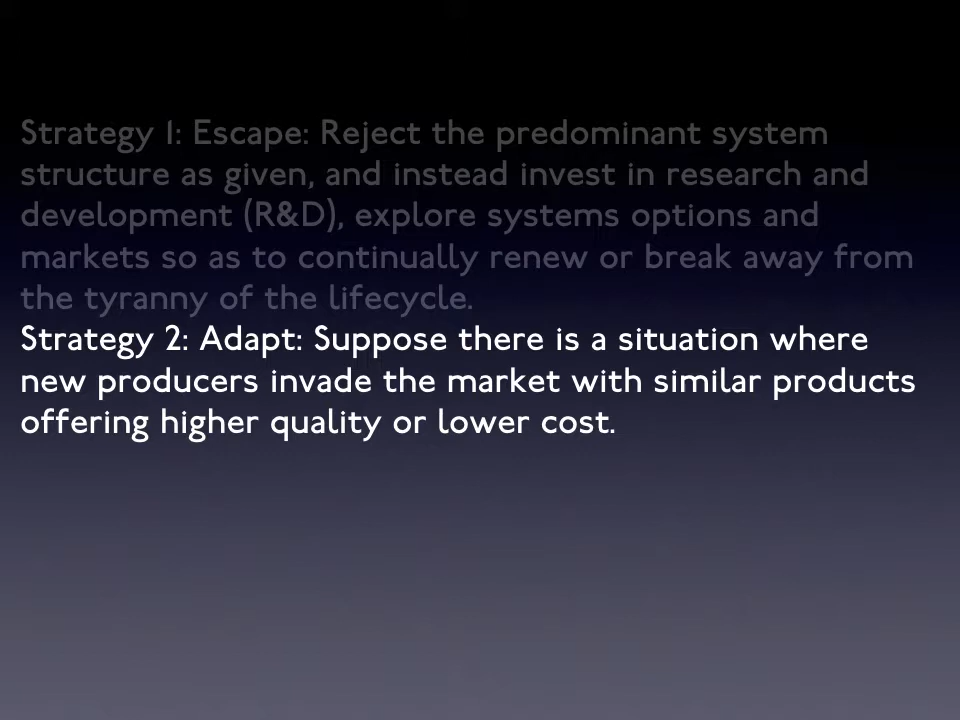 Strategy 1: Escape: Reject the predominant system
structure as given, and instead invest in research and
development (R&D), explore systems options and
markets so as to continually renew or break away from
the tyranny of the lifecycle.
Strategy 2: Adapt: Suppose there is a situation where
new producers invade the market with similar products
offering higher quality or lower cost.